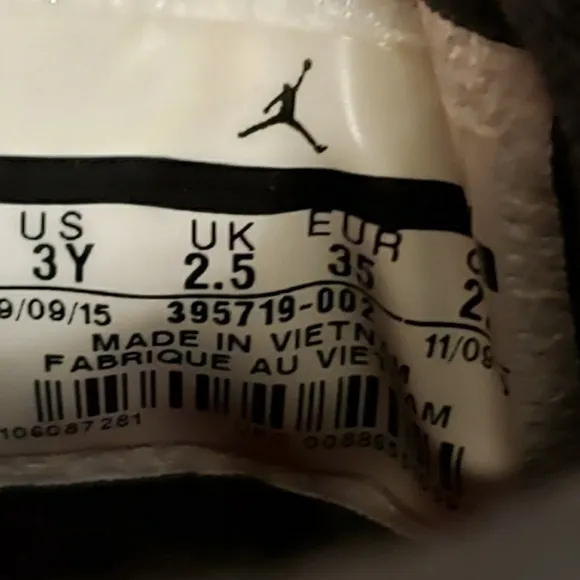 US UK EUR
3Y 2.5 35
9/09/15 395719-002 11/09
MADE IN VIETNAM
FABRIQUE AU VIETNAM
106087281